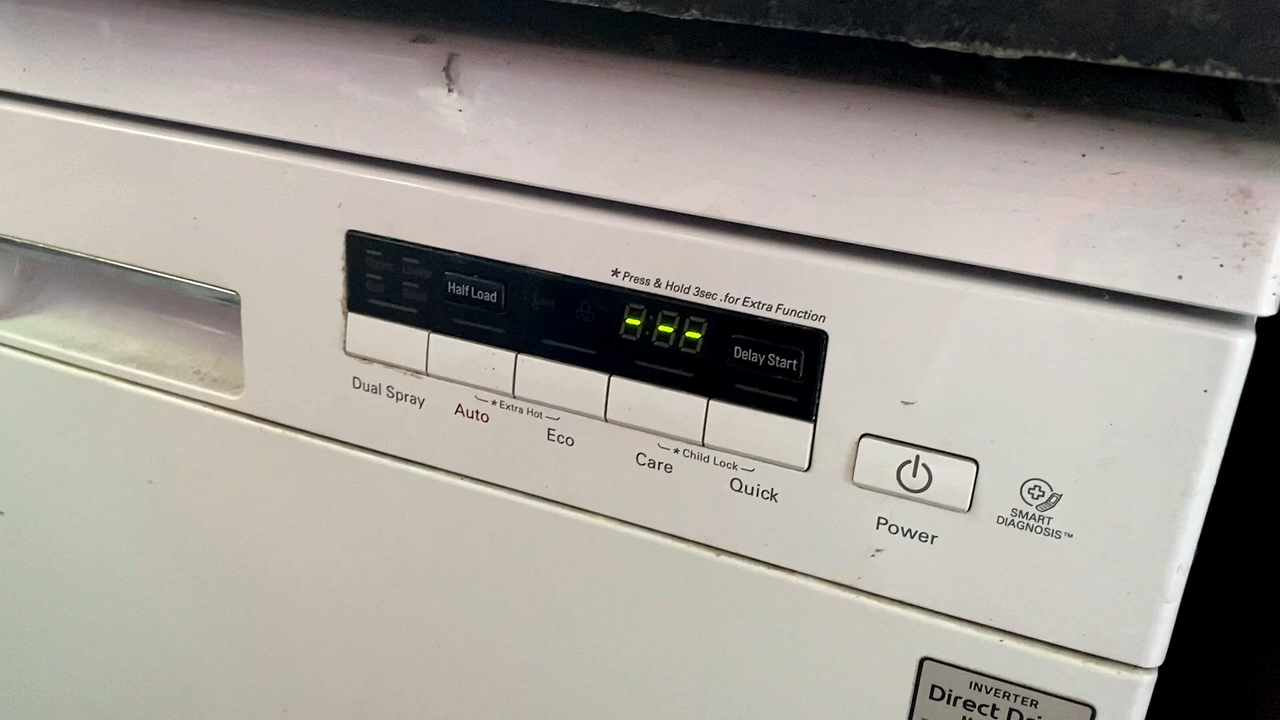 * Press & Hold 3sec .for Extra Function
Half Load
-:--
Delay Start
Dual Spray
Auto
*Extra Hot
Eco
Care
*Child Lock
Quick
Power
SMART
DIAGNOSIS™
INVERTER
Direct